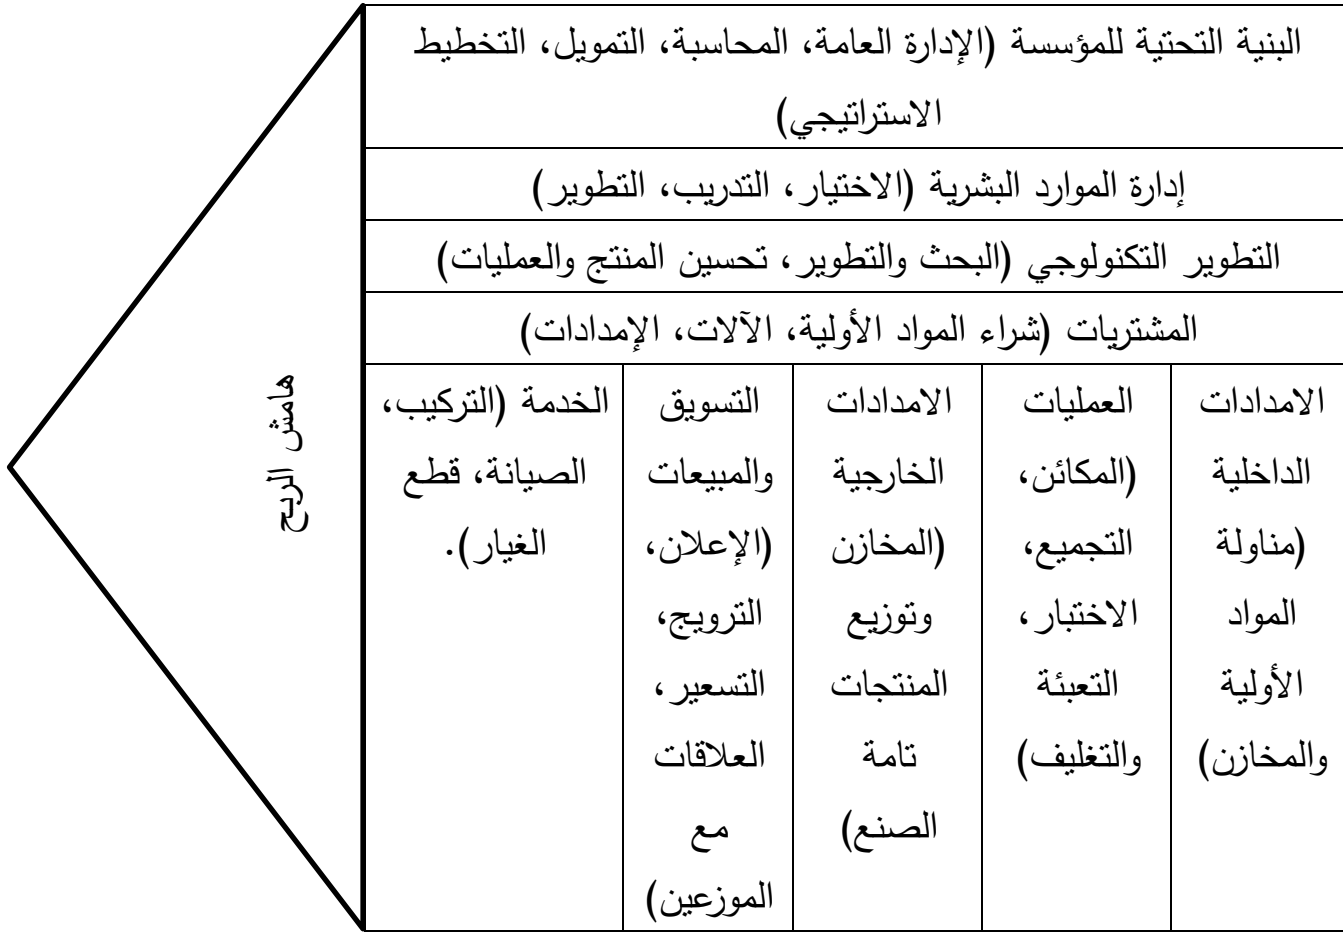 البنية التحتية للمؤسسة (الإدارة العامة، المحاسبة، التمويل، التخطيط
الاستراتيجي)
إدارة الموارد البشرية (الاختيار، التدريب، التطوير)
التطوير التكنولوجي (البحث والتطوير، تحسين المنتج والعمليات)
المشتريات (شراء المواد الأولية، الآلات، الإمدادات)
الامدادات
الداخلية
(مناولة
المواد
الأولية
والمخازن)
العمليات
(المكائن،
التجميع،
الاختبار،
التعبئة
والتغليف)
الامدادات
الخارجية
(المخازن
وتوزيع
المنتجات
تامة
الصنع)
التسويق
والمبيعات
(الإعلان،
الترويج،
التسعير،
العلاقات
مع
الموزعين)
الخدمة (التركيب،
الصيانة، قطع
الغيار).
هامش الربح